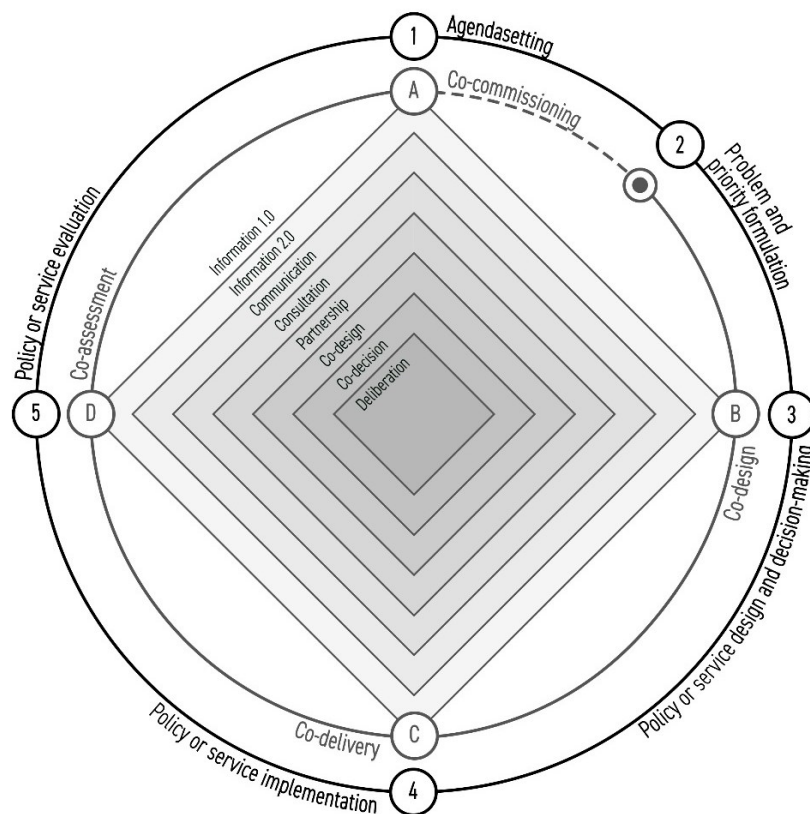 1
Agendasetting
A
Co-commissioning
2
Problem and
priority formulation
Information 1.0
Information 2.0
Communication
Consultation
Partnership
Co-design
Co-decision
Deliberation
Policy or service evaluation
Co-assessment
5
D
B
3
Co-design
Policy or service design and decision-making
Co-delivery
C
Policy or service implementation
4